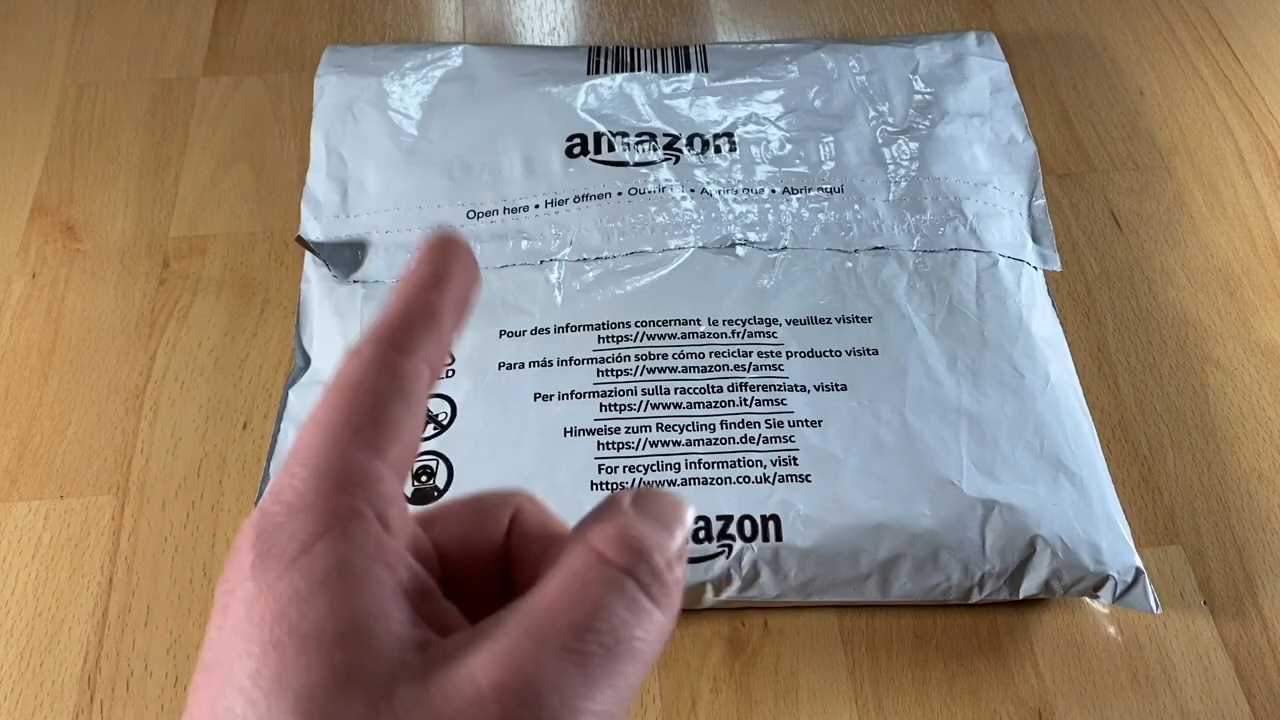 amazon
Open here • Hier öffnen • Ouvrir ici • Aprire qua • Abrir aquí
Pour des informations concernant le recyclage, veuillez visiter
https://www.amazon.fr/amsc
Para más información sobre cómo reciclar este producto visita
https://www.amazon.es/amsc
Per informazioni sulla raccolta differenziata, visita
https://www.amazon.it/amsc
Hinweise zum Recycling finden Sie unter
https://www.amazon.de/amsc
For recycling information, visit
https://www.amazon.co.uk/amsc
azon